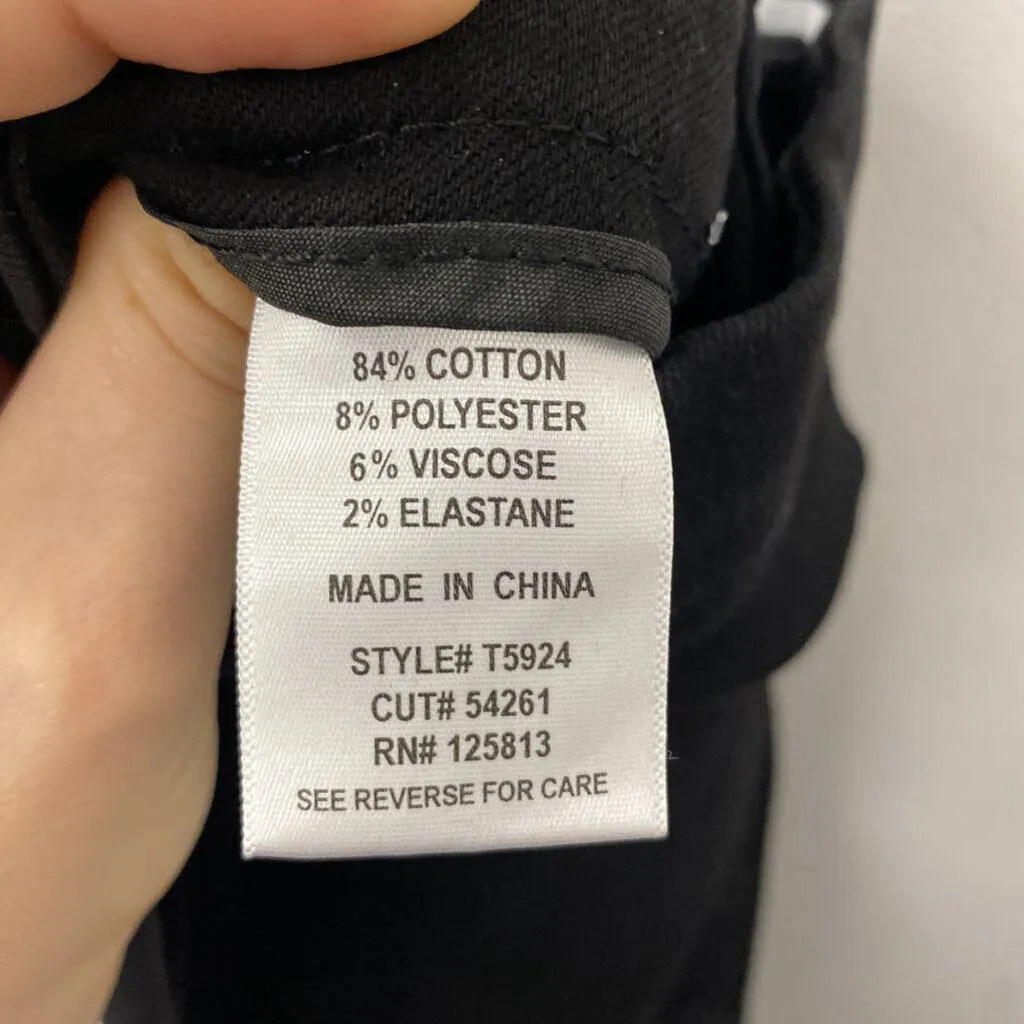 84% COTTON
8% POLYESTER
6% VISCOSE
2% ELASTANE
MADE IN CHINA
STYLE# T5924
CUT# 54261
RN# 125813
SEE REVERSE FOR CARE